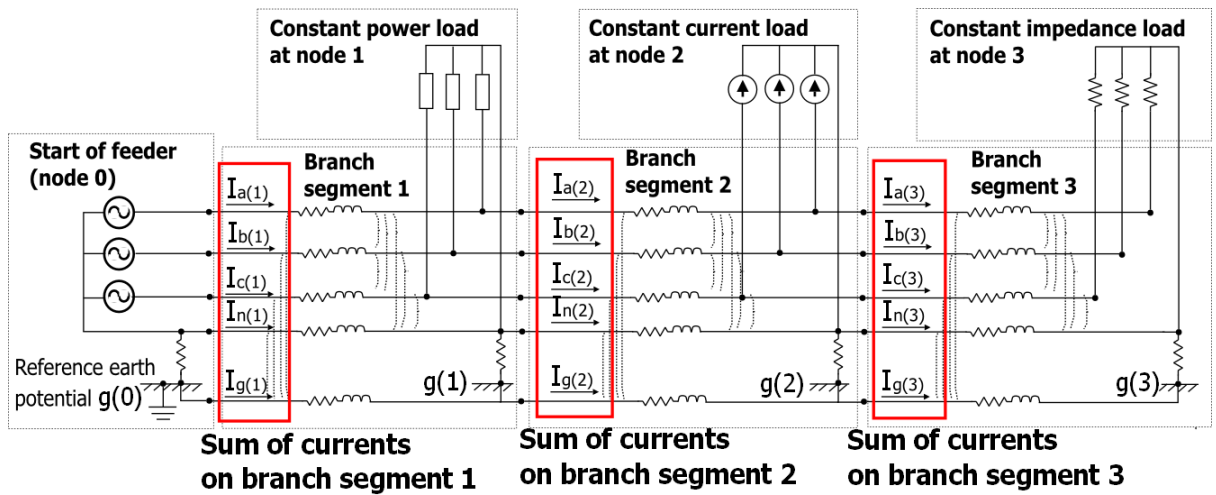 Constant power load
at node 1
Constant current load
at node 2
Constant impedance load
at node 3
Start of feeder
(node 0)
Branch
segment 1
Branch
segment 2
Branch
segment 3
Ia(1)
Ib(1)
Ic(1)
In(1)
Ig(1)
Ia(2)
Ib(2)
Ic(2)
In(2)
Ig(2)
Ia(3)
Ib(3)
Ic(3)
In(3)
Ig(3)
Reference earth
potential g(0)
g(1)
g(2)
g(3)
Sum of currents
on branch segment 1
Sum of currents
on branch segment 2
Sum of currents
on branch segment 3